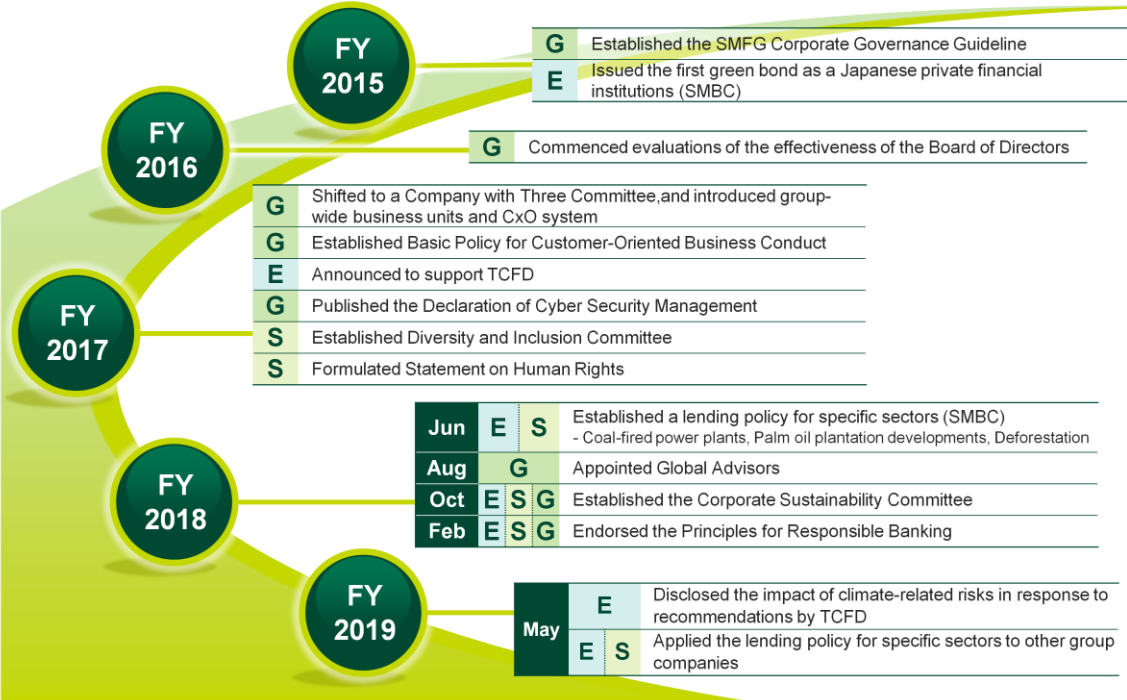 FY
2015
G Established the SMFG Corporate Governance Guideline
E Issued the first green bond as a Japanese private financial
institutions (SMBC)
FY
2016
G Commenced evaluations of the effectiveness of the Board of Directors
FY
2017
G Shifted to a Company with Three Committee,and introduced group-
wide business units and CxO system
G Established Basic Policy for Customer-Oriented Business Conduct
E Announced to support TCFD
G Published the Declaration of Cyber Security Management
S Established Diversity and Inclusion Committee
S Formulated Statement on Human Rights
FY
2018
Jun E S Established a lending policy for specific sectors (SMBC)
- Coal-fired power plants, Palm oil plantation developments, Deforestation
Aug G Appointed Global Advisors
Oct E S G Established the Corporate Sustainability Committee
Feb E S G Endorsed the Principles for Responsible Banking
FY
2019
May
E Disclosed the impact of climate-related risks in response to
recommendations by TCFD
E S Applied the lending policy for specific sectors to other group
companies